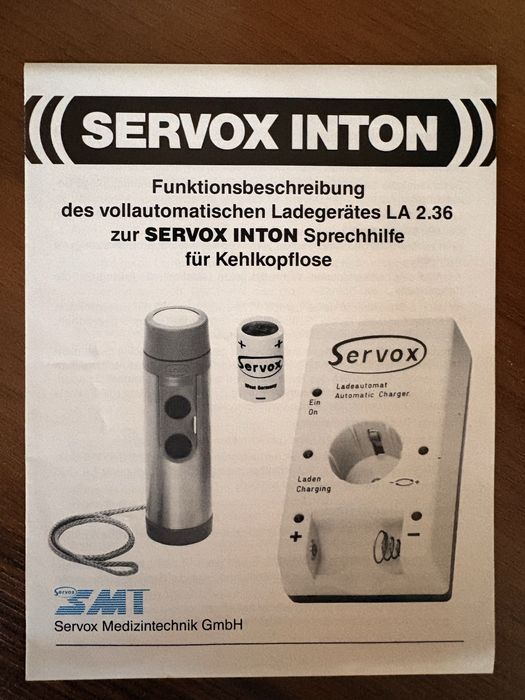 SERVOX INTON
Funktionsbeschreibung
des vollautomatischen Ladegerätes LA 2.36
zur SERVOX INTON Sprechhilfe
für Kehlkopflose
+ +
Servox
West Germany
−
Servox
Ladeautomat
Automatic Charger
Ein
On
Laden
Charging
+ −
Servox
SMT
Servox Medizintechnik GmbH